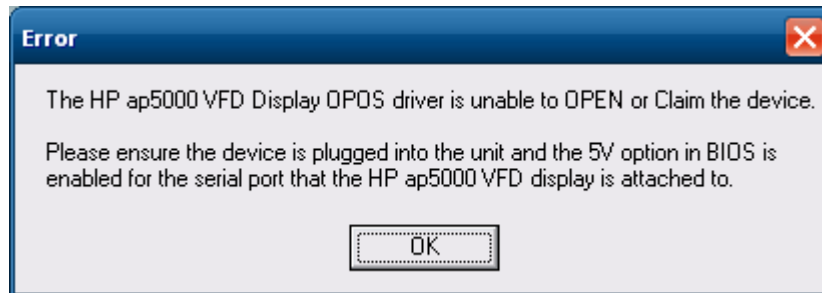 Error
The HP ap5000 VFD Display OPOS driver is unable to OPEN or Claim the device.
Please ensure the device is plugged into the unit and the 5V option in BIOS is
enabled for the serial port that the HP ap5000 VFD display is attached to.
OK